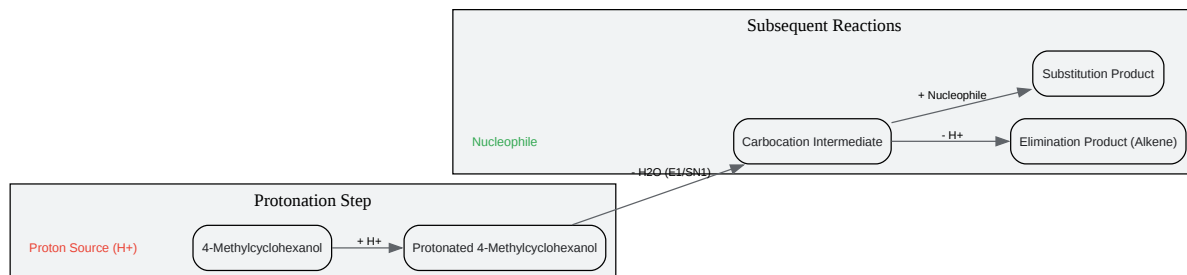 Subsequent Reactions
Substitution Product
+ Nucleophile
Nucleophile
Carbocation Intermediate
- H+
Elimination Product (Alkene)
- H2O (E1/SN1)
Protonation Step
Proton Source (H+)
4-Methylcyclohexanol
+ H+
Protonated 4-Methylcyclohexanol